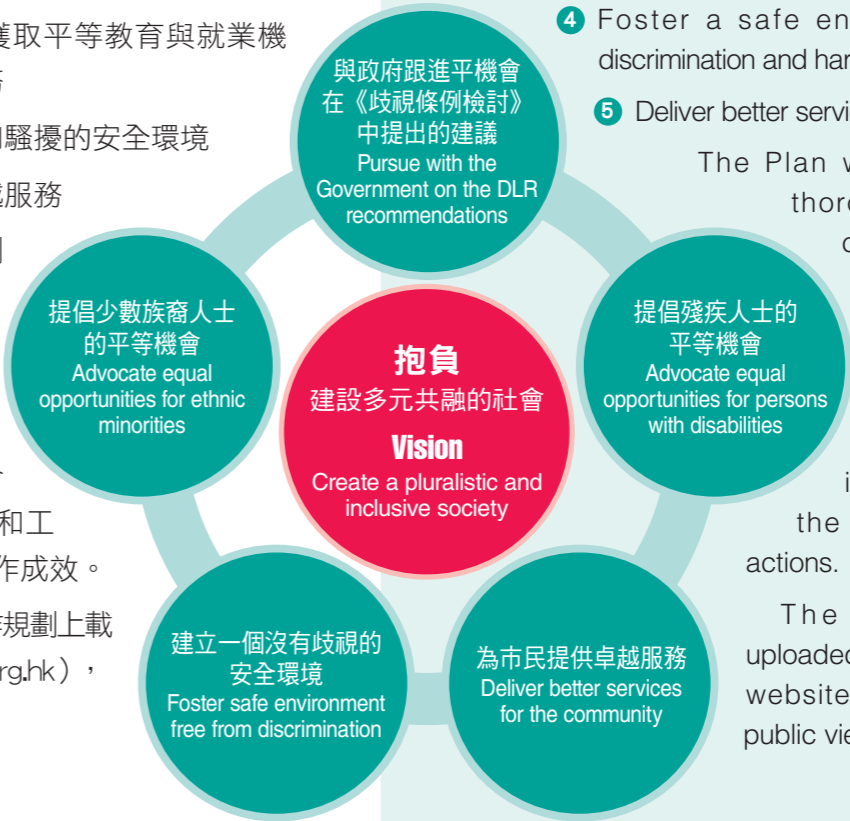 獲取平等教育與就業機
騷擾的安全環境
服務
和工
作成效。
規劃上載
rg.hk），
與政府跟進平機會
在《歧視條例檢討》
中提出的建議
Pursue with the
Government on the DLR
recommendations
提倡少數族裔人士
的平等機會
Advocate equal
opportunities for ethnic
minorities
提倡殘疾人士的
平等機會
Advocate equal
opportunities for persons
with disabilities
抱負
建設多元共融的社會
Vision
Create a pluralistic and
inclusive society
建立一個沒有歧視的
安全環境
Foster safe environment
free from discrimination
為市民提供卓越服務
Deliver better services
for the community
4 Foster a safe en
discrimination and har
5 Deliver better servi
The Plan w
thoro
the
actions.
The
uploaded
website
public vie